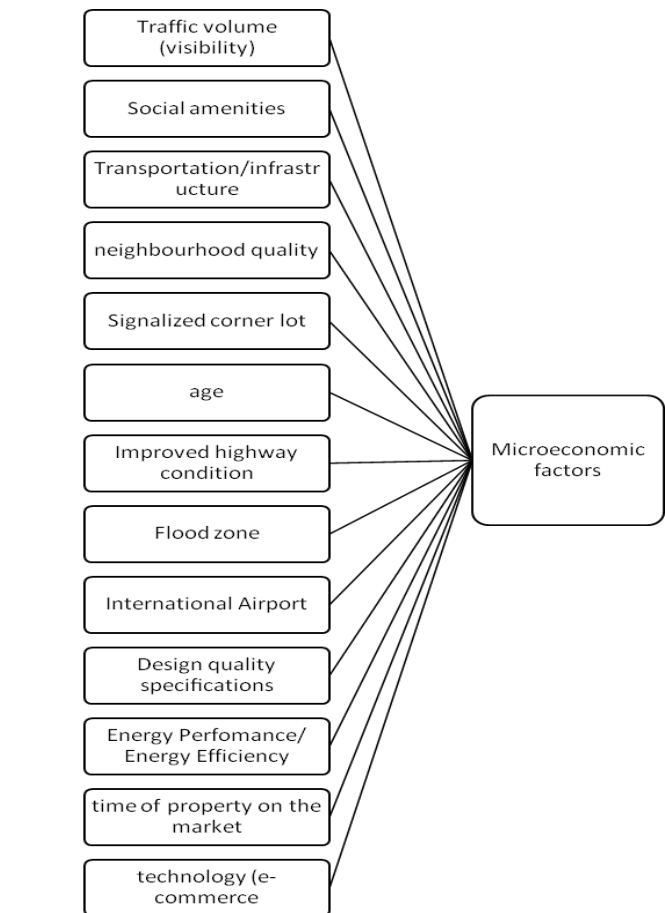 Traffic volume
(visibility)
Social amenities
Transportation/infrastr
ucture
neighbourhood quality
Signalized corner lot
age
Improved highway
condition
Flood zone
International Airport
Design quality
specifications
Energy Perfomance/
Energy Efficiency
time of property on the
market
technology (e-
commerce
Microeconomic
factors